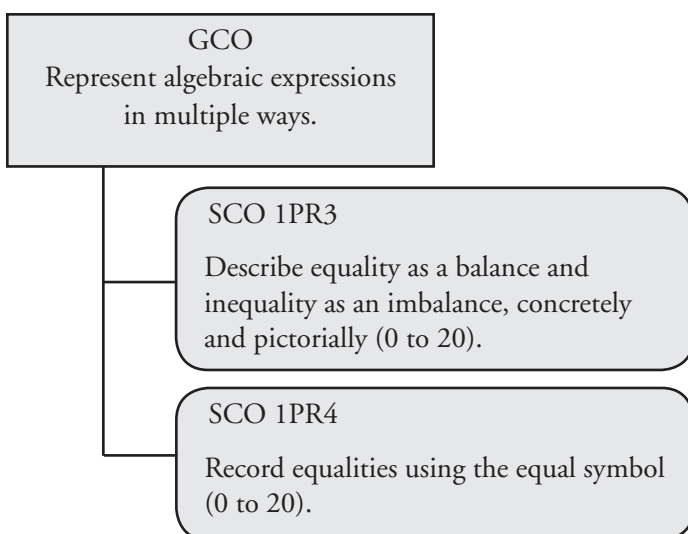 GCO
Represent algebraic expressions
in multiple ways.
SCO 1PR3
Describe equality as a balance and
inequality as an imbalance, concretely
and pictorially (0 to 20).
SCO 1PR4
Record equalities using the equal symbol
(0 to 20).